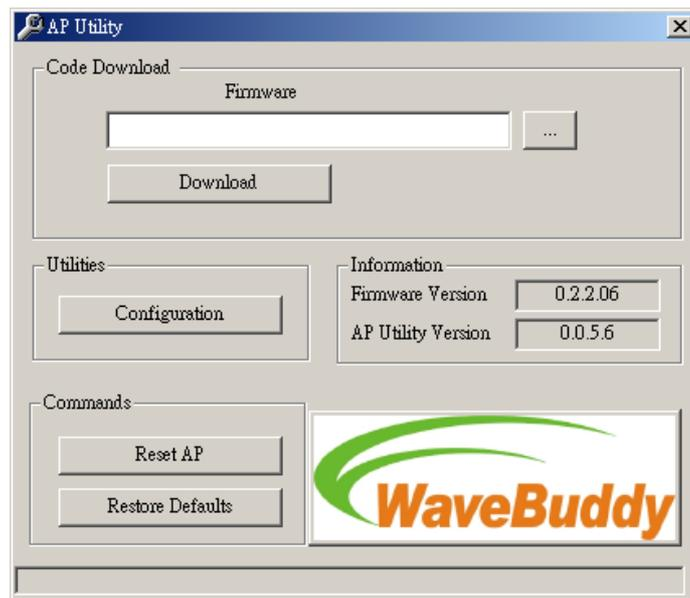 AP Utility
Code Download
Firmware
...
Download
Utilities
Configuration
Information
Firmware Version 0.2.2.06
AP Utility Version 0.0.5.6
Commands
Reset AP
Restore Defaults
WaveBuddy